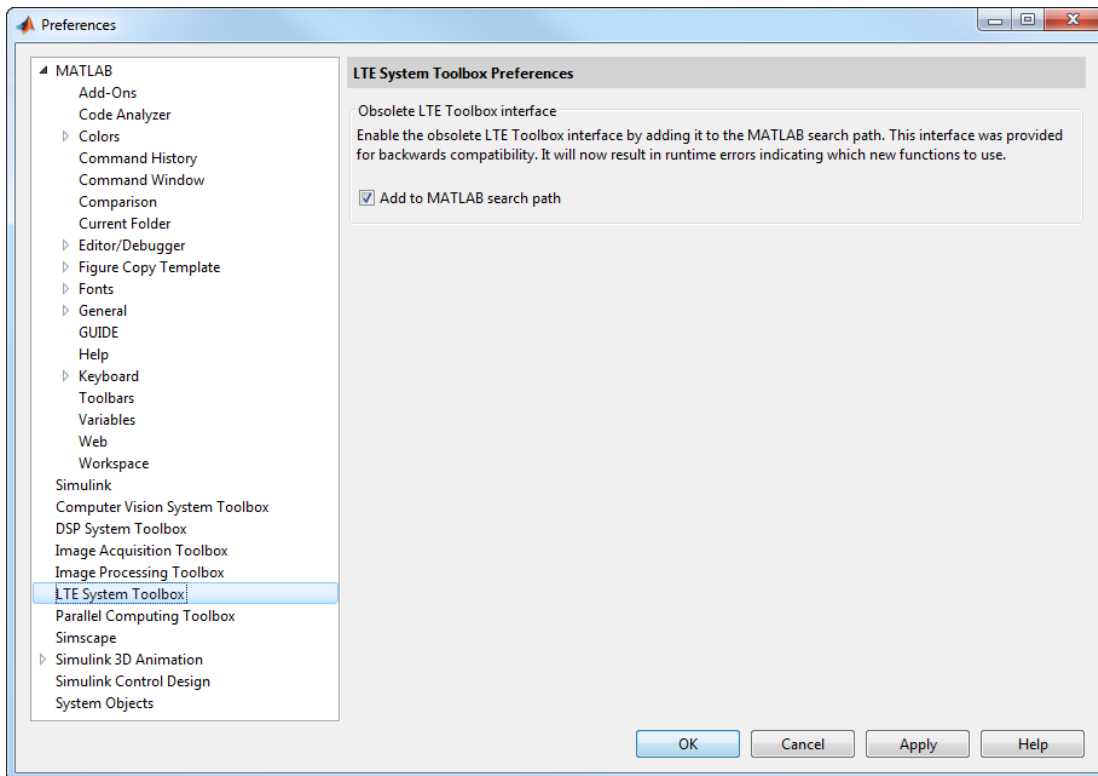 Preferences
MATLAB
Add-Ons
Code Analyzer
Colors
Command History
Command Window
Comparison
Current Folder
Editor/Debugger
Figure Copy Template
Fonts
General
GUIDE
Help
Keyboard
Toolbars
Variables
Web
Workspace
Simulink
Computer Vision System Toolbox
DSP System Toolbox
Image Acquisition Toolbox
Image Processing Toolbox
LTE System Toolbox
Parallel Computing Toolbox
Simscape
Simulink 3D Animation
Simulink Control Design
System Objects
LTE System Toolbox Preferences
Obsolete LTE Toolbox interface
Enable the obsolete LTE Toolbox interface by adding it to the MATLAB search path. This interface was provided
for backwards compatibility. It will now result in runtime errors indicating which new functions to use.
Add to MATLAB search path
OK
Cancel
Apply
Help